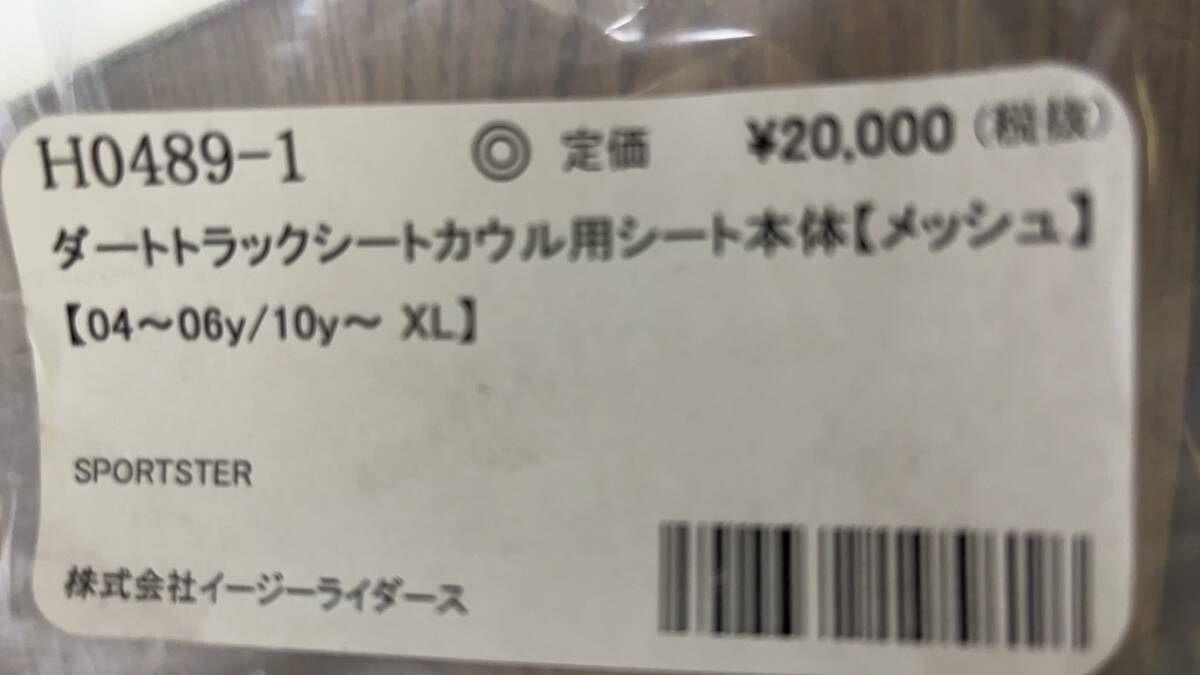 H0489-1 ◎ 定価 ¥20,000 (税抜)
ダートトラックシートカウル用シート本体【メッシュ】
【04～06y/10y～ XL】
SPORTSTER
株式会社イージーライダース